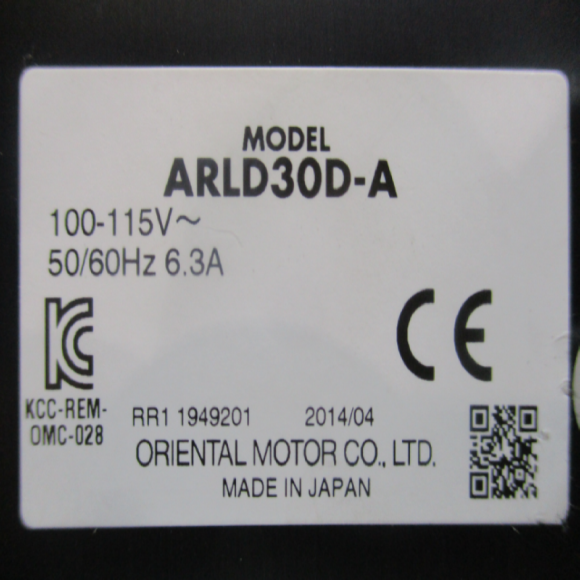 MODEL
ARLD30D-A
100-115V~
50/60Hz 6.3A
KCC-REM-
OMC-028
RR1 1949201 2014/04
ORIENTAL MOTOR CO., LTD.
MADE IN JAPAN
CE